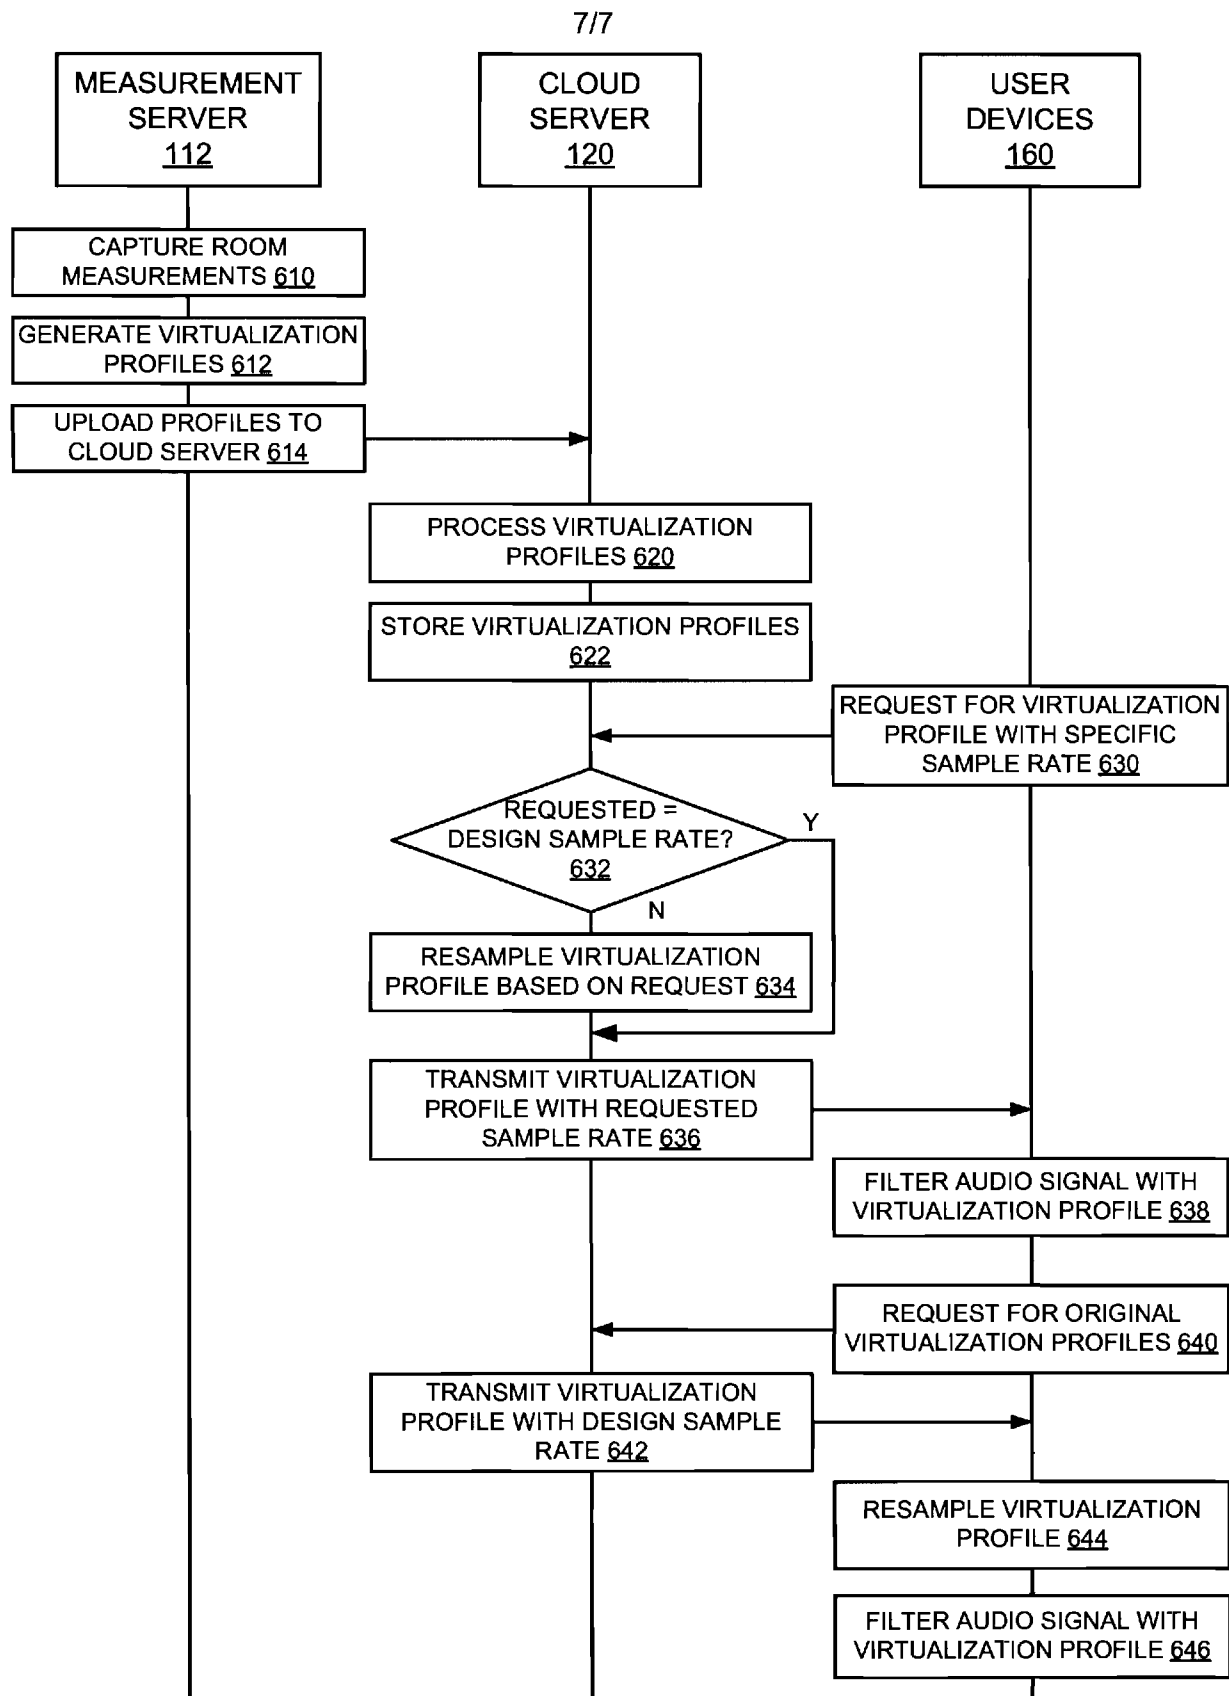 7/7
MEASUREMENT
SERVER
112
CLOUD
SERVER
120
USER
DEVICES
160
CAPTURE ROOM
MEASUREMENTS 610
GENERATE VIRTUALIZATION
PROFILES 612
UPLOAD PROFILES TO
CLOUD SERVER 614
PROCESS VIRTUALIZATION
PROFILES 620
STORE VIRTUALIZATION PROFILES
622
REQUEST FOR VIRTUALIZATION
PROFILE WITH SPECIFIC
SAMPLE RATE 630
REQUESTED =
DESIGN SAMPLE RATE?
632
Y
N
RESAMPLE VIRTUALIZATION
PROFILE BASED ON REQUEST 634
TRANSMIT VIRTUALIZATION
PROFILE WITH REQUESTED
SAMPLE RATE 636
FILTER AUDIO SIGNAL WITH
VIRTUALIZATION PROFILE 638
REQUEST FOR ORIGINAL
VIRTUALIZATION PROFILES 640
TRANSMIT VIRTUALIZATION
PROFILE WITH DESIGN SAMPLE
RATE 642
RESAMPLE VIRTUALIZATION
PROFILE 644
FILTER AUDIO SIGNAL WITH
VIRTUALIZATION PROFILE 646